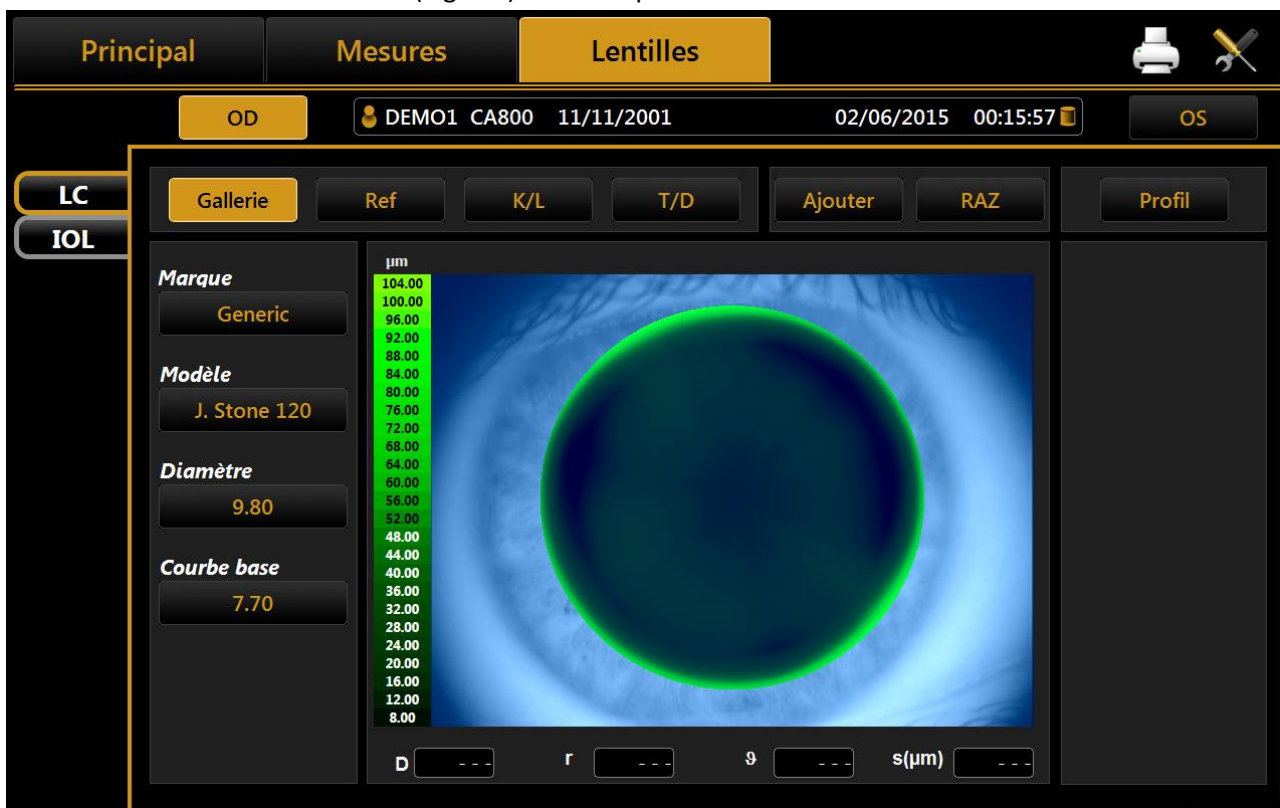 Principal Mesures Lentilles
OD DEMO1 CA800 11/11/2001 02/06/2015 00:15:57 OS
LC
IOL
Gallerie Ref K/L T/D Ajouter RAZ Profil
Marque
Generic
Modèle
J. Stone 120
Diamètre
9.80
Courbe base
7.70
µm
104.00
100.00
96.00
92.00
88.00
84.00
80.00
76.00
72.00
68.00
64.00
60.00
56.00
52.00
48.00
44.00
40.00
36.00
32.00
28.00
24.00
20.00
16.00
12.00
8.00
D - - - r - - - ϑ - - - s(µm) - - -